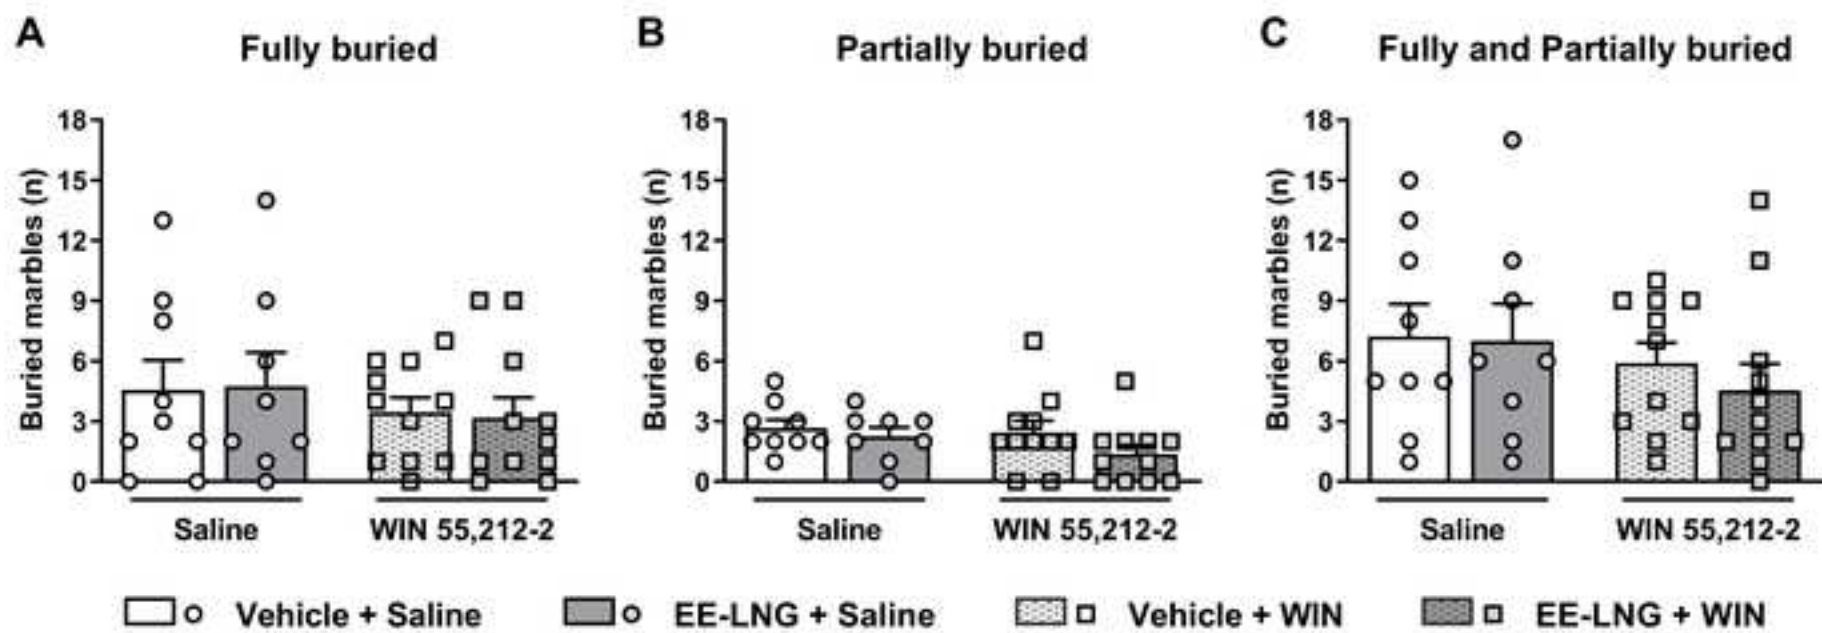 A Fully buried
Buried marbles (n)
18
15
12
9
6
3
0
Saline WIN 55,212-2
B Partially buried
Buried marbles (n)
18
15
12
9
6
3
0
Saline WIN 55,212-2
C Fully and Partially buried
Buried marbles (n)
18
15
12
9
6
3
0
Saline WIN 55,212-2
Vehicle + Saline EE-LNG + Saline Vehicle + WIN EE-LNG + WIN